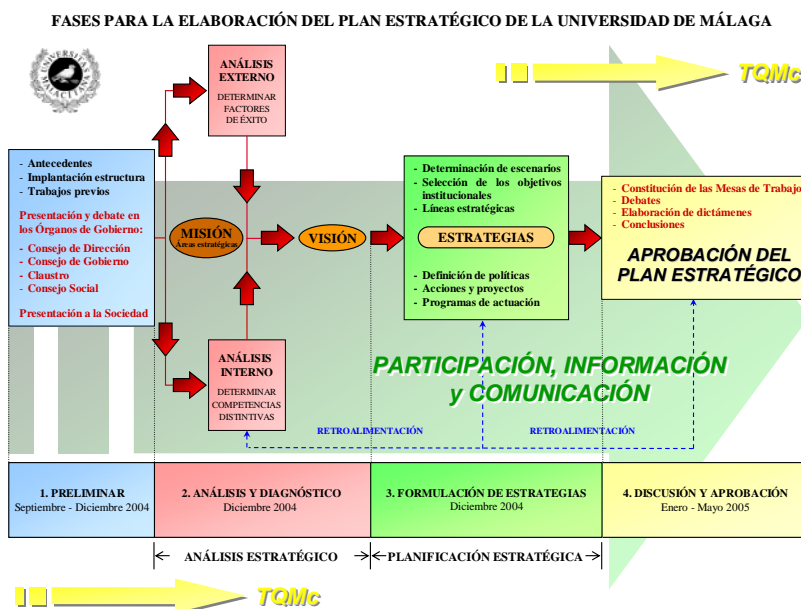 FASES PARA LA ELABORACIÓN DEL PLAN ESTRATÉGICO DE LA UNIVERSIDAD DE MÁLAGA
TQMc
ANÁLISIS
EXTERNO
DETERMINAR
FACTORES
DE ÉXITO
- Antecedentes
- Implantación estructura
- Trabajos previos
Presentación y debate en
los Órganos de Gobierno:
- Consejo de Dirección
- Consejo de Gobierno
- Claustro
- Consejo Social
Presentación a la Sociedad
MISIÓN
Áreas estratégicas
VISIÓN
- Determinación de escenarios
- Selección de los objetivos
institucionales
- Líneas estratégicas
ESTRATEGIAS
- Definición de políticas
- Acciones y proyectos
- Programas de actuación
- Constitución de las Mesas de Trabajo
- Debates
- Elaboración de dictámenes
- Conclusiones
APROBACIÓN DEL
PLAN ESTRATÉGICO
ANÁLISIS
INTERNO
DETERMINAR
COMPETENCIAS
DISTINTIVAS
PARTICIPACIÓN, INFORMACIÓN
y COMUNICACIÓN
RETROALIMENTACIÓN
RETROALIMENTACIÓN
1. PRELIMINAR
Septiembre - Diciembre 2004
2. ANÁLISIS Y DIAGNÓSTICO
Diciembre 2004
3. FORMULACIÓN DE ESTRATEGIAS
Diciembre 2004
4. DISCUSIÓN Y APROBACIÓN
Enero - Mayo 2005
ANÁLISIS ESTRATÉGICO
PLANIFICACIÓN ESTRATÉGICA
TQMc